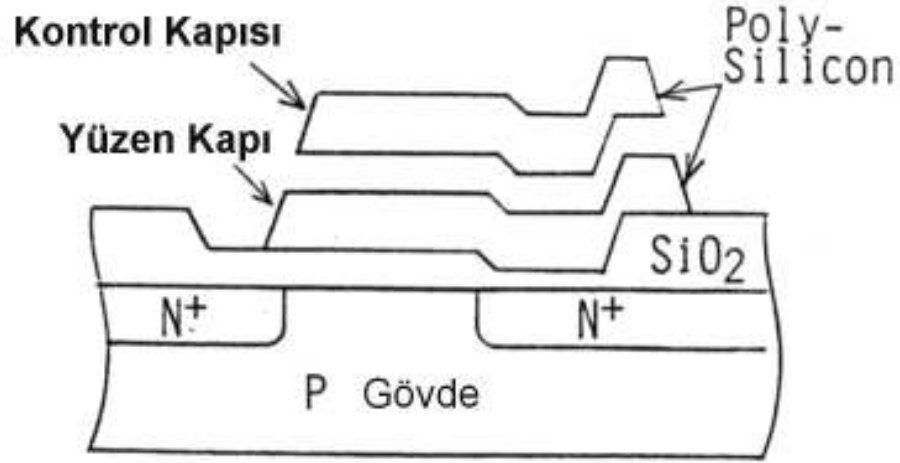 Kontrol Kapısı
Poly-
Silicon
Yüzen Kapı
SiO2
N+
N+
P Gövde